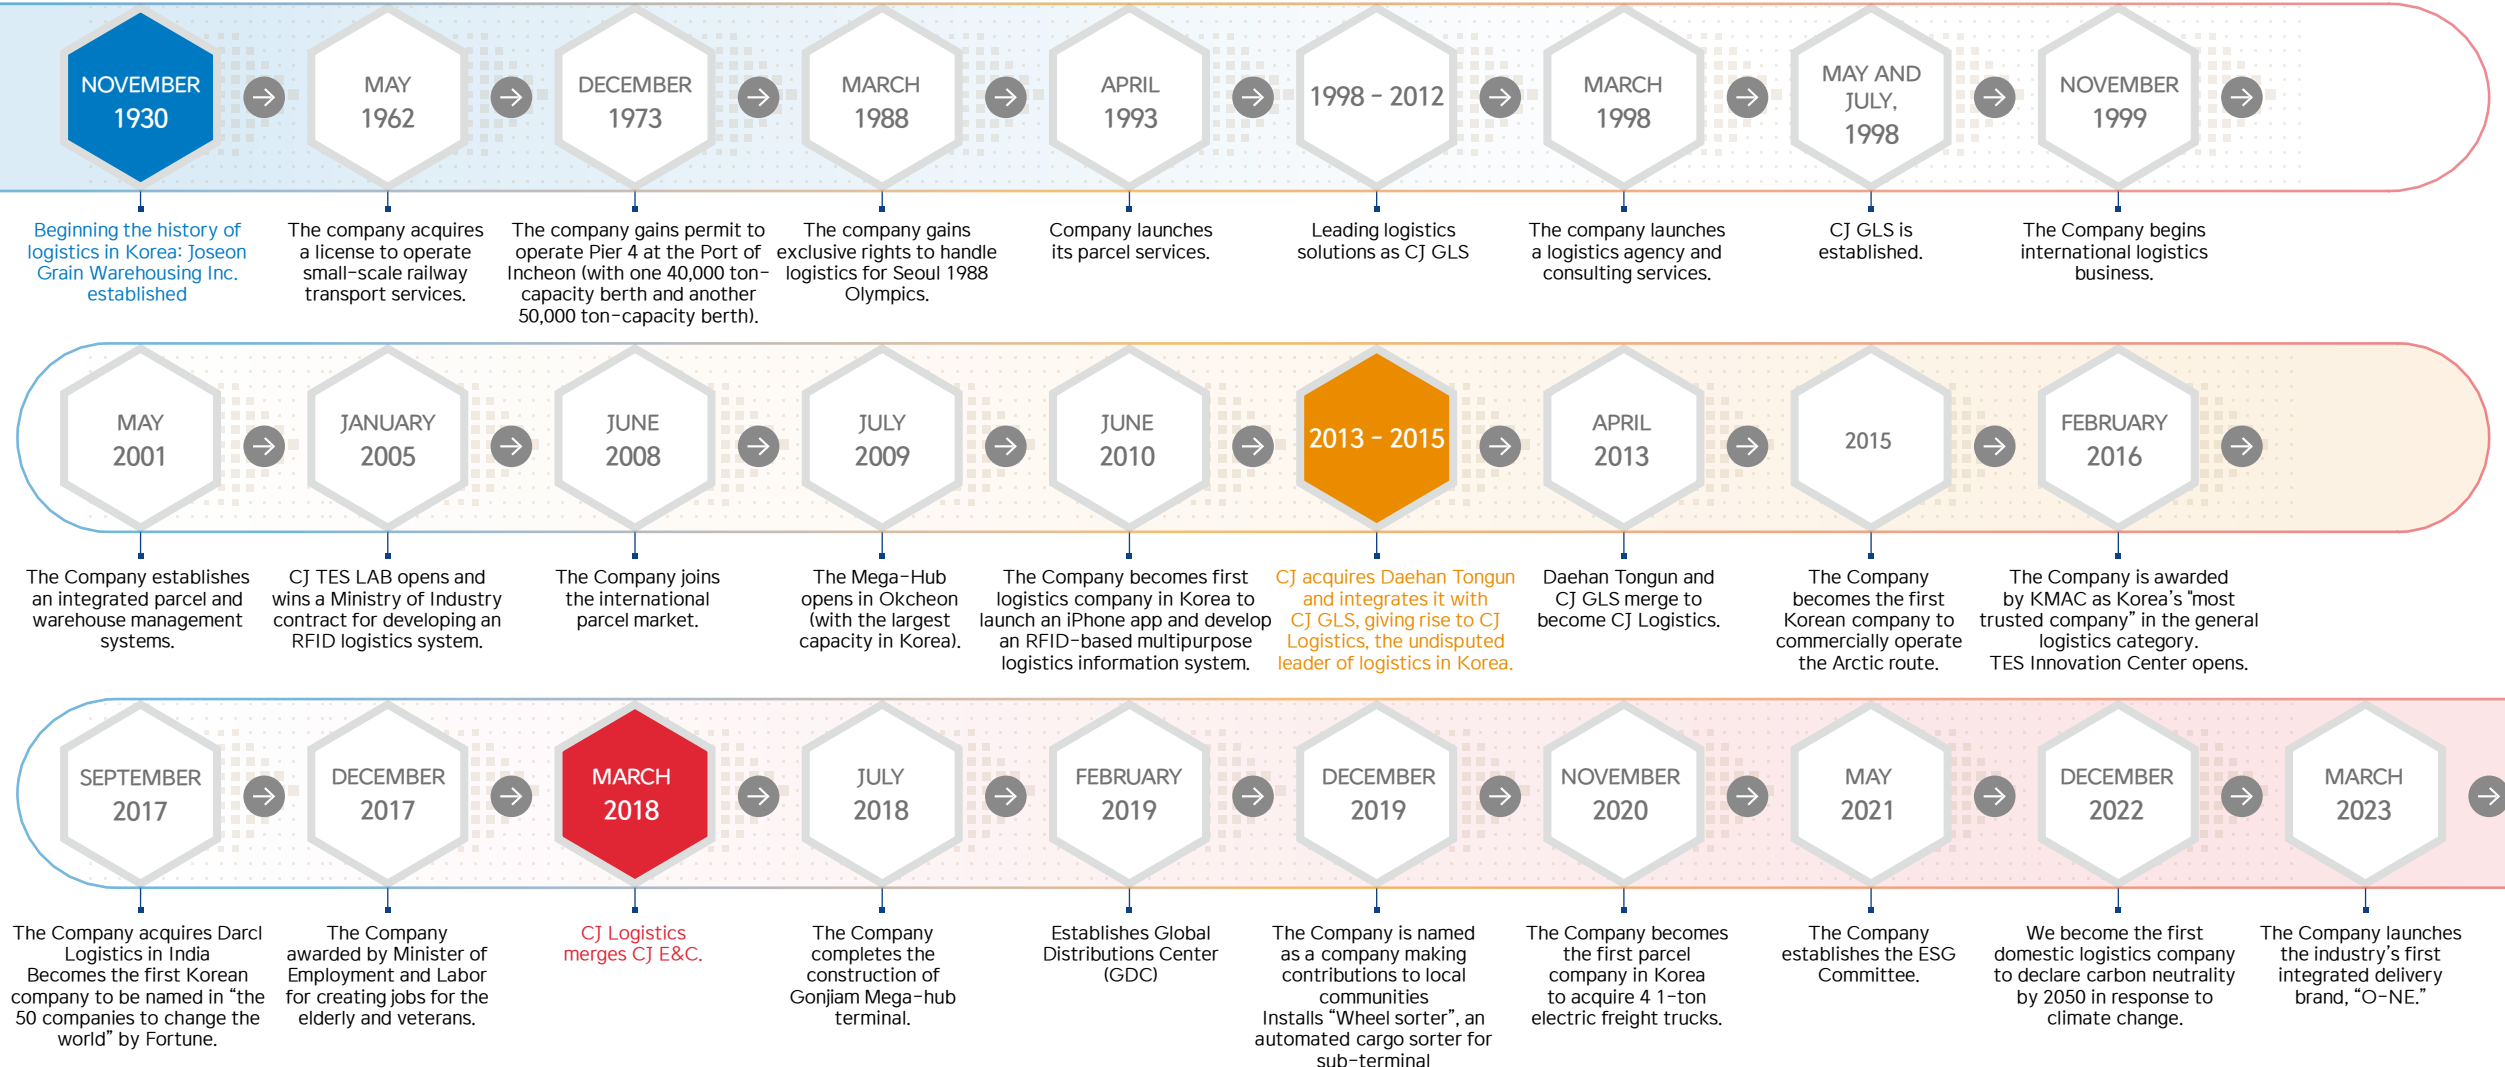 NOVEMBER
1930
MAY
1962
DECEMBER
1973
MARCH
1988
APRIL
1993
1998 - 2012
MARCH
1998
MAY AND
JULY,
1998
NOVEMBER
1999
Beginning the history of
logistics in Korea: Joseon
Grain Warehousing Inc.
established
The company acquires
a license to operate
small-scale railway
transport services.
The company gains permit to
operate Pier 4 at the Port of
Incheon (with one 40,000 ton-
capacity berth and another
50,000 ton-capacity berth).
The company gains
exclusive rights to handle
logistics for Seoul 1988
Olympics.
Company launches
its parcel services.
Leading logistics
solutions as CJ GLS
The company launches
a logistics agency and
consulting services.
CJ GLS is
established.
The Company begins
international logistics
business.
MAY
2001
JANUARY
2005
JUNE
2008
JULY
2009
JUNE
2010
2013 - 2015
APRIL
2013
2015
FEBRUARY
2016
The Company establishes
an integrated parcel and
warehouse management
systems.
CJ TES LAB opens and
wins a Ministry of Industry
contract for developing an
RFID logistics system.
The Company joins
the international
parcel market.
The Mega-Hub
opens in Okcheon
(with the largest
capacity in Korea).
The Company becomes first
logistics company in Korea to
launch an iPhone app and develop
an RFID-based multipurpose
logistics information system.
CJ acquires Daehan Tongun
and integrates it with
CJ GLS, giving rise to CJ
Logistics, the undisputed
leader of logistics in Korea.
Daehan Tongun and
CJ GLS merge to
become CJ Logistics.
The Company
becomes the first
Korean company to
commercially operate
the Arctic route.
The Company is awarded
by KMAC as Korea's "most
trusted company" in the general
logistics category.
TES Innovation Center opens.
SEPTEMBER
2017
DECEMBER
2017
MARCH
2018
JULY
2018
FEBRUARY
2019
DECEMBER
2019
NOVEMBER
2020
MAY
2021
DECEMBER
2022
MARCH
2023
The Company acquires Darcl
Logistics in India
Becomes the first Korean
company to be named in “the
50 companies to change the
world” by Fortune.
The Company
awarded by Minister of
Employment and Labor
for creating jobs for the
elderly and veterans.
CJ Logistics
merges CJ E&C.
The Company
completes the
construction of
Gonjiam Mega-hub
terminal.
Establishes Global
Distributions Center
(GDC)
The Company is named
as a company making
contributions to local
communities
Installs “Wheel sorter”, an
automated cargo sorter for
sub-terminal
The Company becomes
the first parcel
company in Korea
to acquire 4 1-ton
electric freight trucks.
The Company
establishes the ESG
Committee.
We become the first
domestic logistics company
to declare carbon neutrality
by 2050 in response to
climate change.
The Company launches
the industry’s first
integrated delivery
brand, “O-NE.”